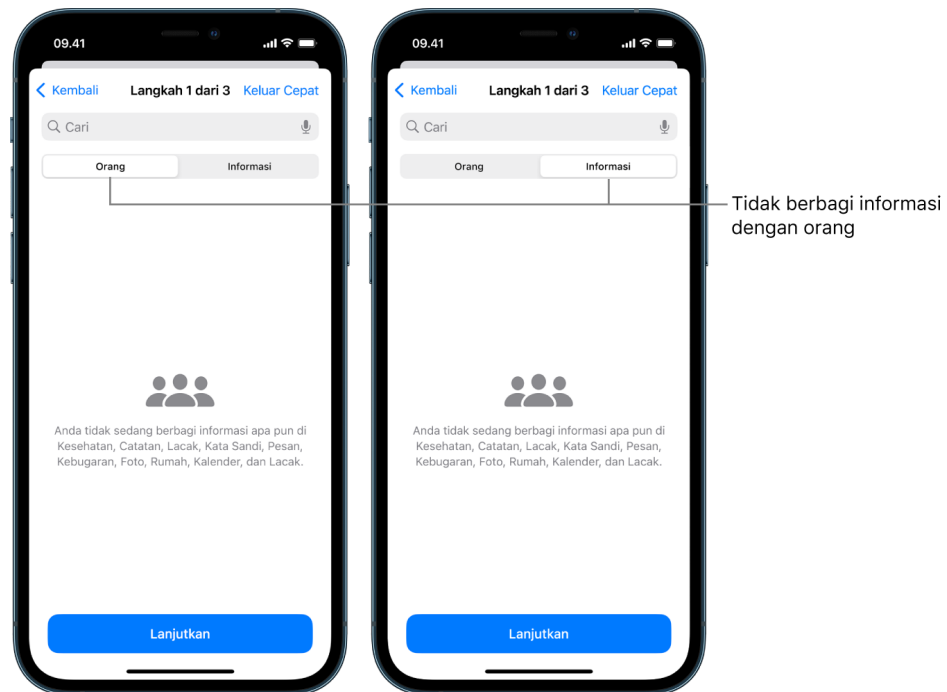 09.41
Kembali Langkah 1 dari 3 Keluar Cepat
Cari
Orang Informasi
Anda tidak sedang berbagi informasi apa pun di
Kesehatan, Catatan, Lacak, Kata Sandi, Pesan,
Kebugaran, Foto, Rumah, Kalender, dan Lacak.
Lanjutkan
09.41
Kembali Langkah 1 dari 3 Keluar Cepat
Cari
Orang Informasi
Anda tidak sedang berbagi informasi apa pun di
Kesehatan, Catatan, Lacak, Kata Sandi, Pesan,
Kebugaran, Foto, Rumah, Kalender, dan Lacak.
Lanjutkan
Tidak berbagi informasi
dengan orang